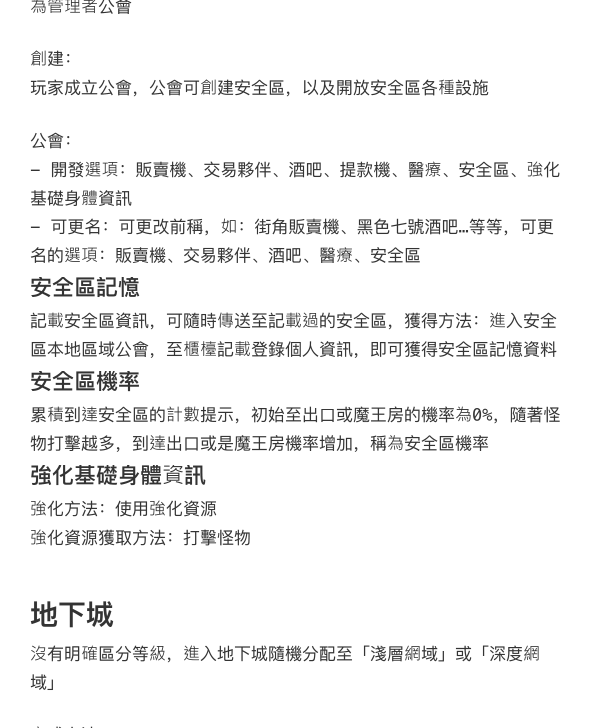 為管理者公會
創建：
玩家成立公會，公會可創建安全區，以及開放安全區各種設施
公會：
– 開發選項：販賣機、交易夥伴、酒吧、提款機、醫療、安全區、強化
基礎身體資訊
– 可更名：可更改前稱，如：街角販賣機、黑色七號酒吧…等等，可更
名的選項：販賣機、交易夥伴、酒吧、醫療、安全區
安全區記憶
記載安全區資訊，可隨時傳送至記載過的安全區，獲得方法：進入安全
區本地區域公會，至櫃檯記載登錄個人資訊，即可獲得安全區記憶資料
安全區機率
累積到達安全區的計數提示，初始至出口或魔王房的機率為0%，隨著怪
物打擊越多，到達出口或是魔王房機率增加，稱為安全區機率
強化基礎身體資訊
強化方法：使用強化資源
強化資源獲取方法：打擊怪物
地下城
沒有明確區分等級，進入地下城隨機分配至「淺層網域」或「深度網
域」